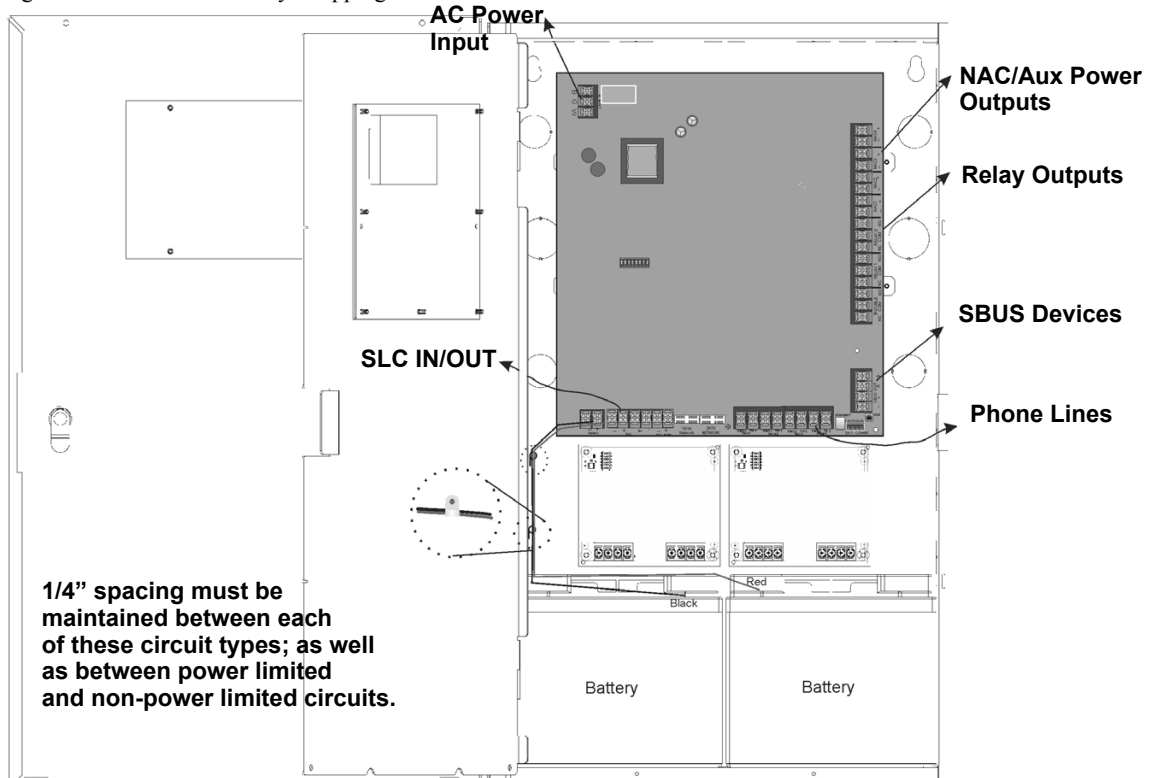 AC Power
Input
NAC/Aux Power
Outputs
Relay Outputs
SBUS Devices
SLC IN/OUT
Phone Lines
1/4” spacing must be
maintained between each
of these circuit types; as well
as between power limited
and non-power limited circuits.
Red
Black
Battery
Battery